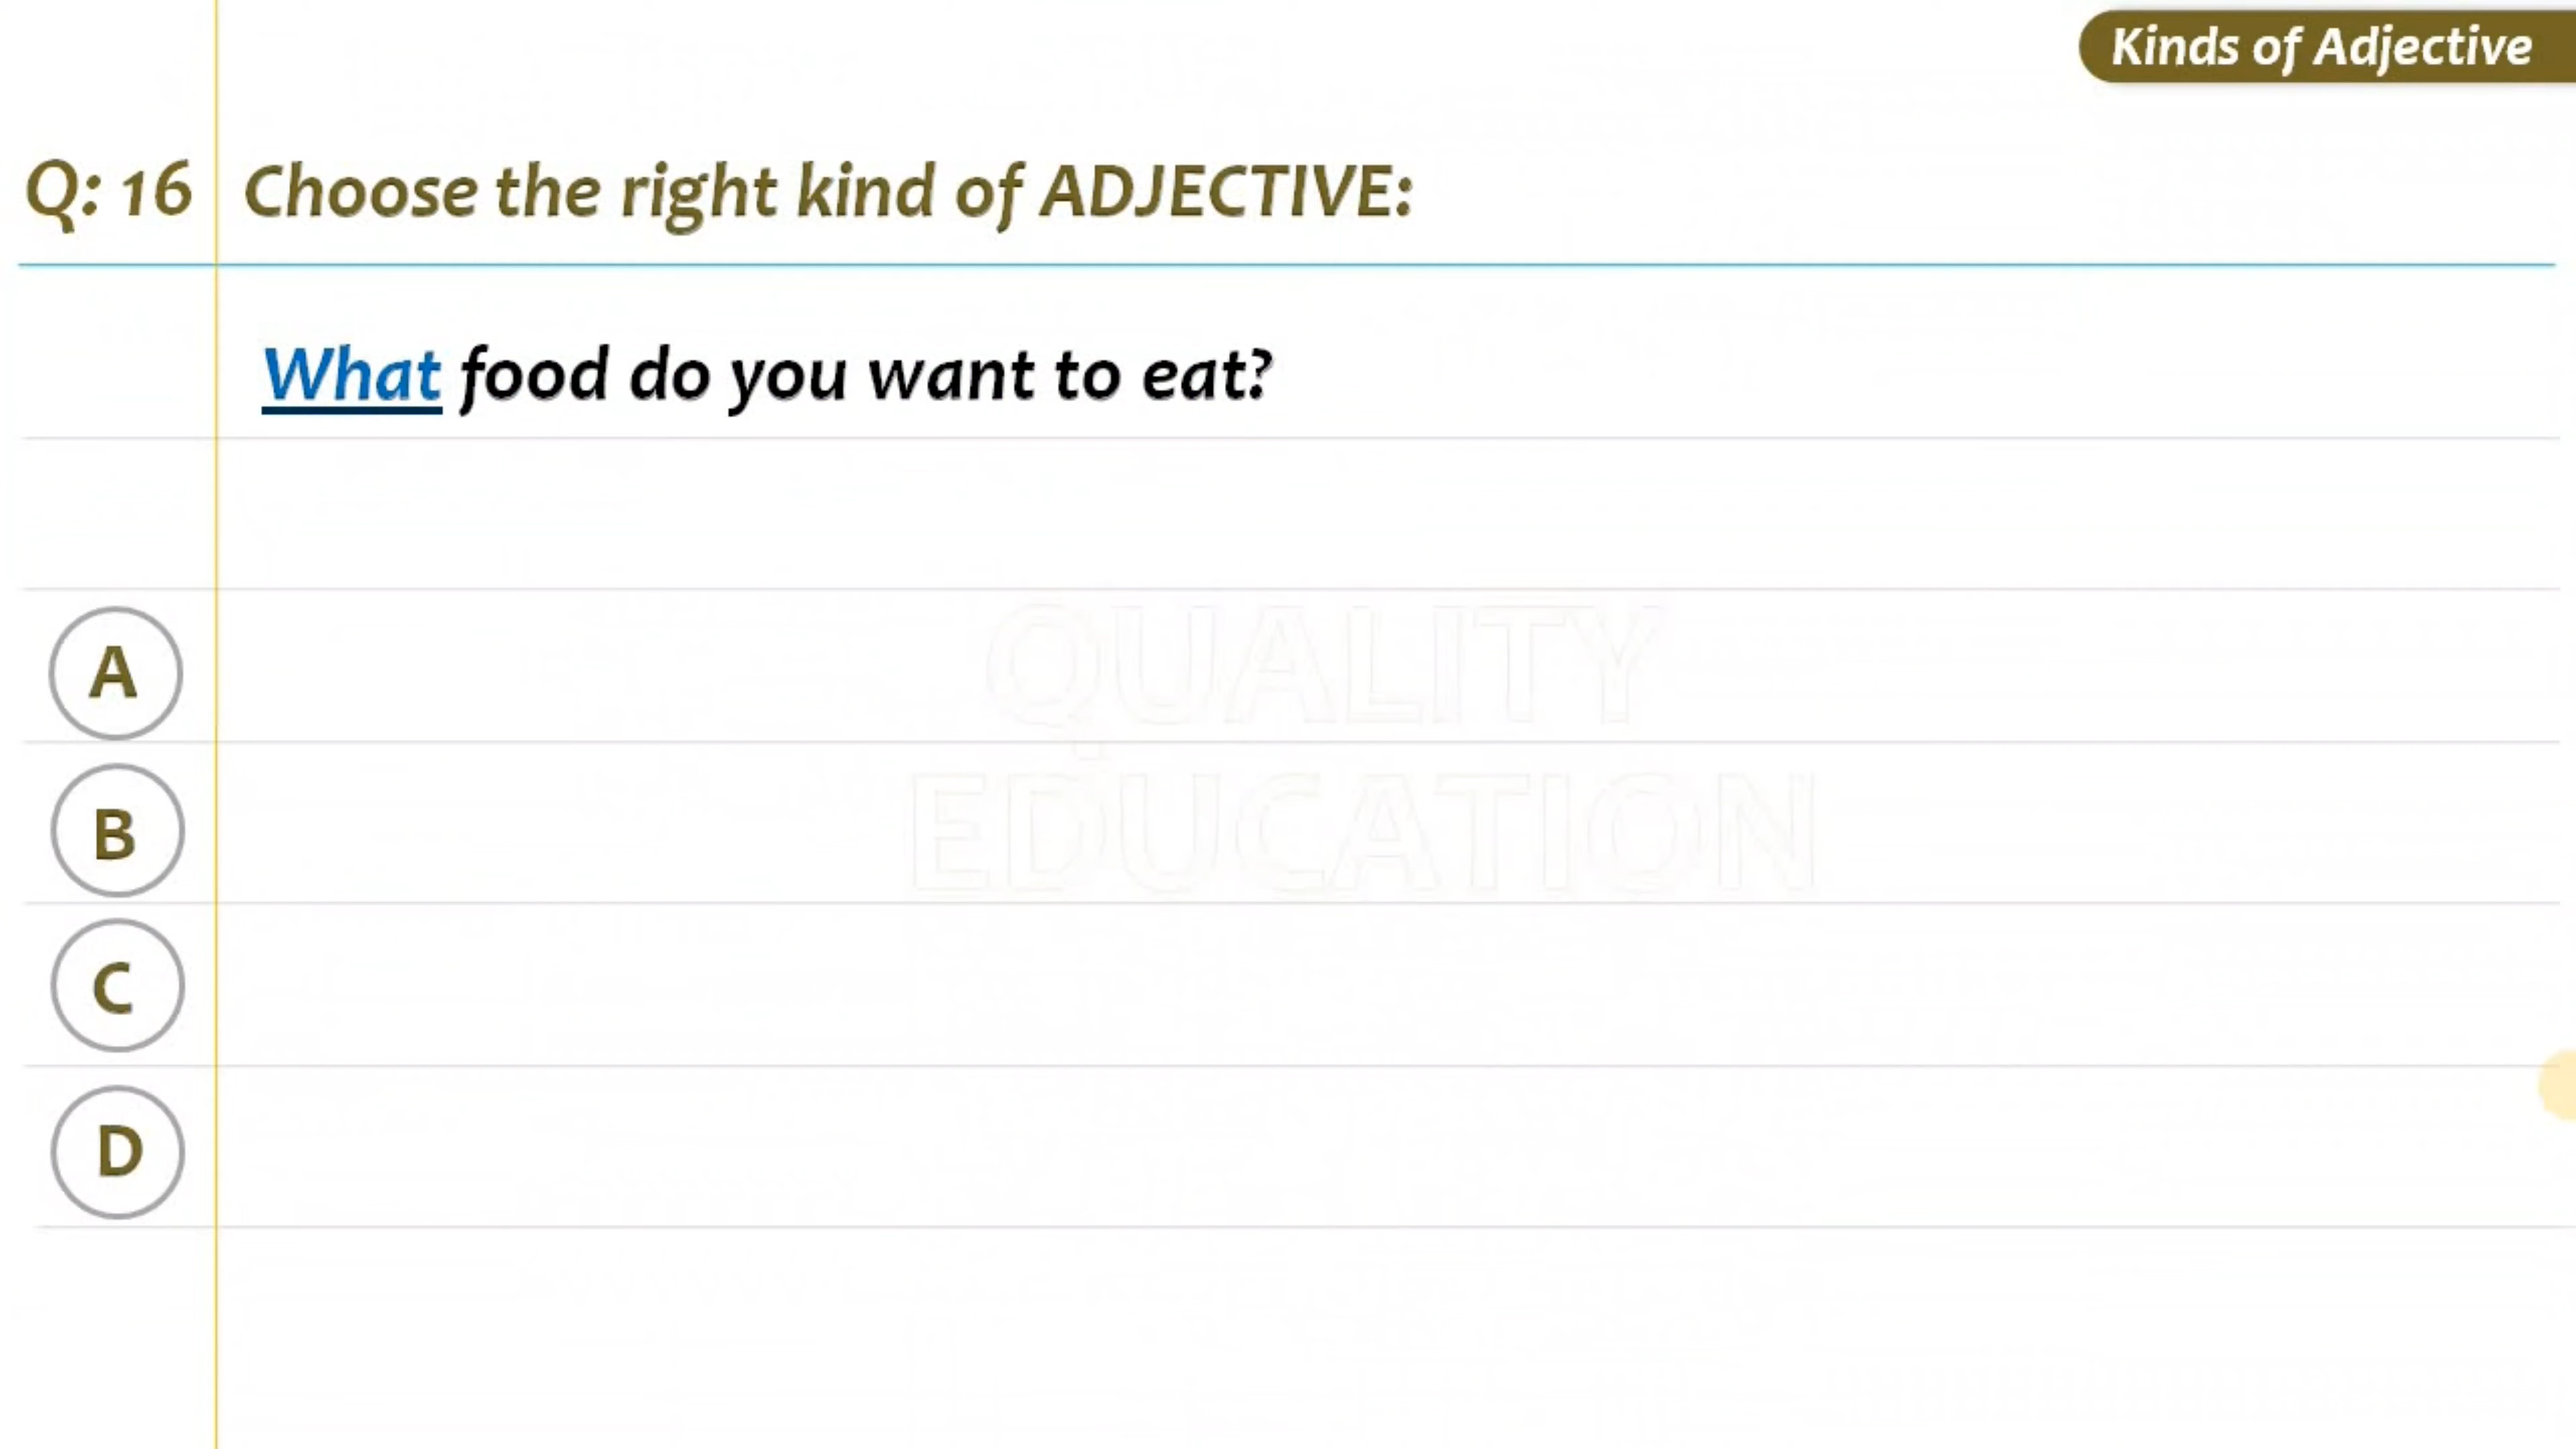 Kinds of Adjective
Q: 16 Choose the right kind of ADJECTIVE:
What food do you want to eat?
QUALITY
A
EDUCATION
B
C
D